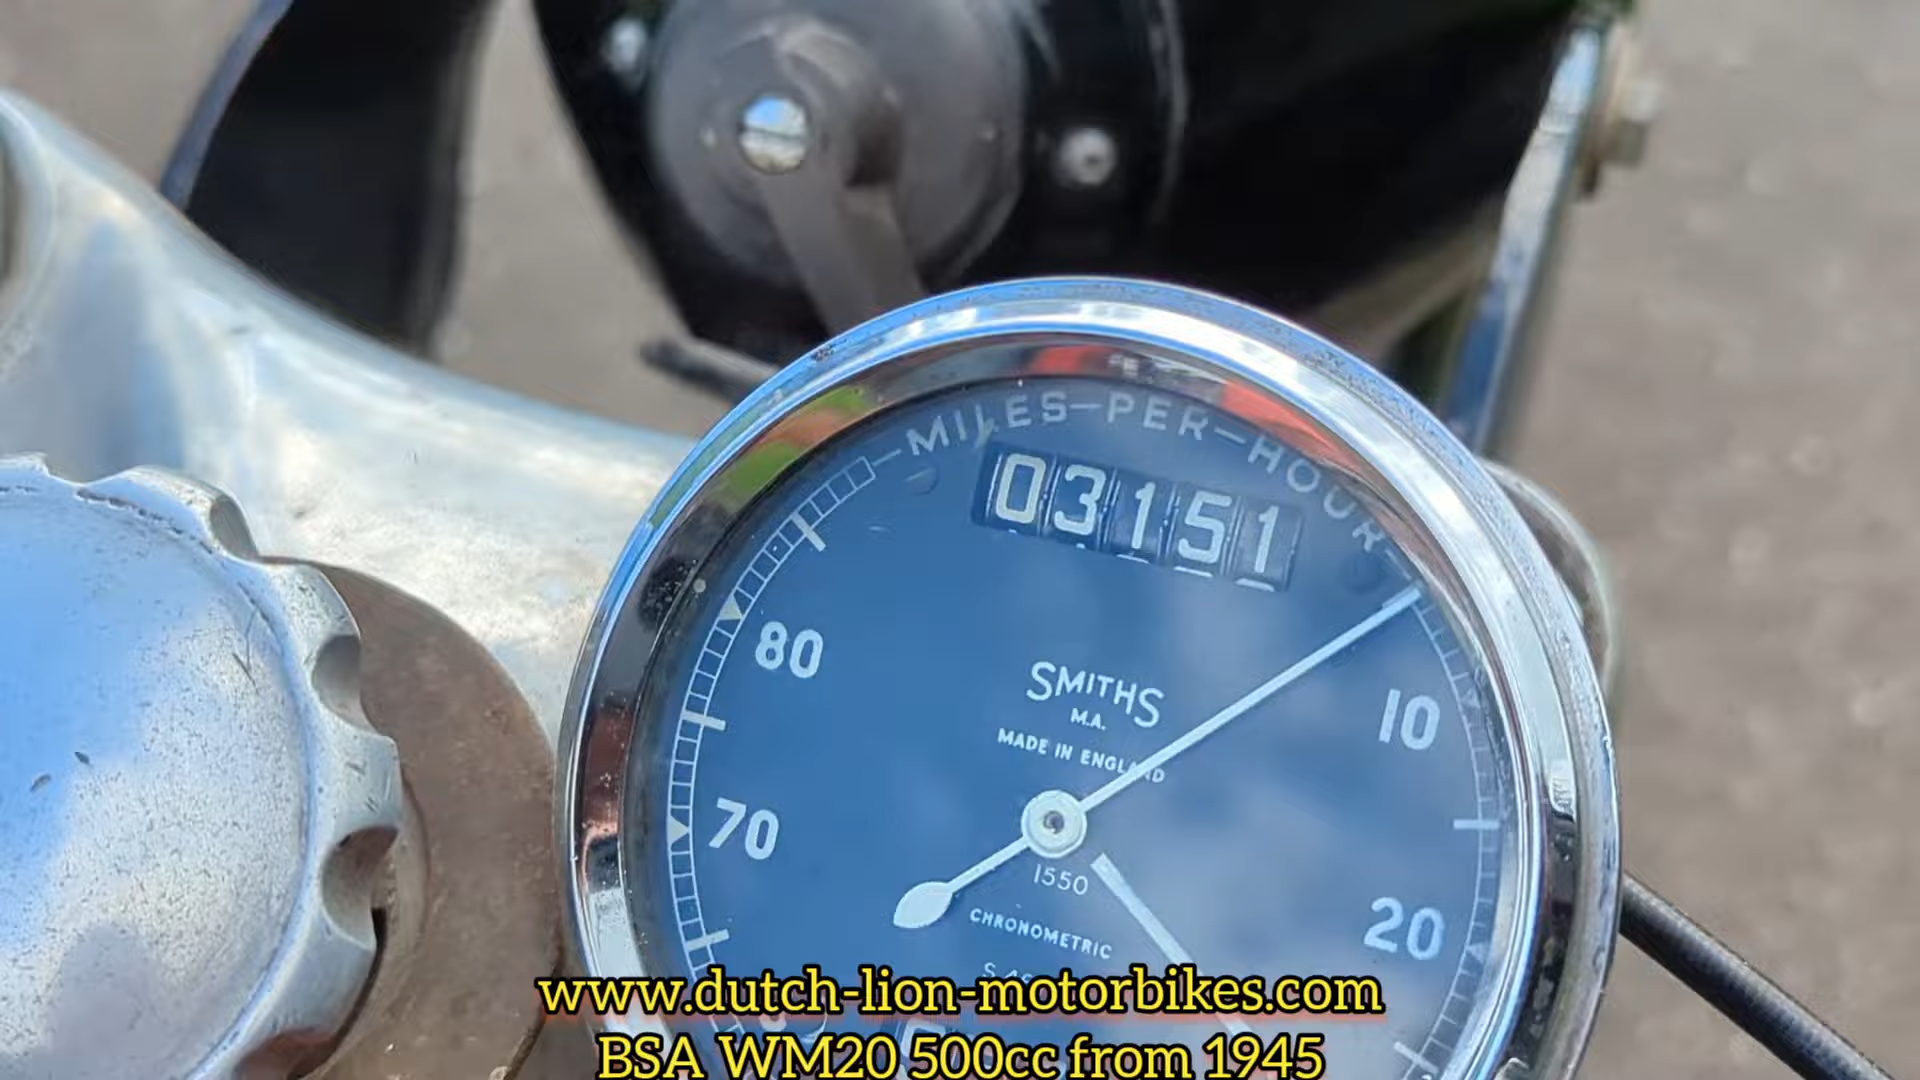 MILES-PER-HOUR
03151
80
10
SMITHS
M.A.
MADE IN ENGLAND
70
1550
20
CHRONOMETRIC
www.dutch-lion-motorbikes.com
BSA WM20 500cc from 1945